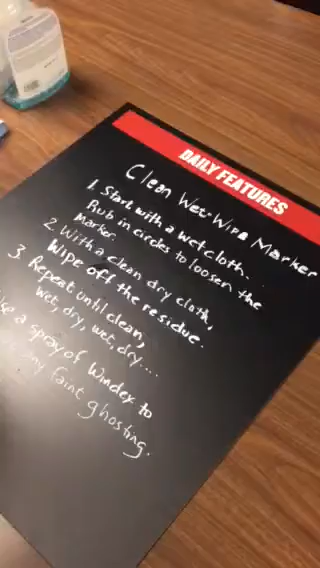 DAILY FEATURES
Clean Wet-Wipe Marker
1. Start with a wet cloth.
Rub in circles to loosen the
marker.
2. With a clean dry cloth,
Wipe off the residue.
3. Repeat until clean,
Wet, dry, wet, dry....
a spray of Windex to
any faint ghosting.